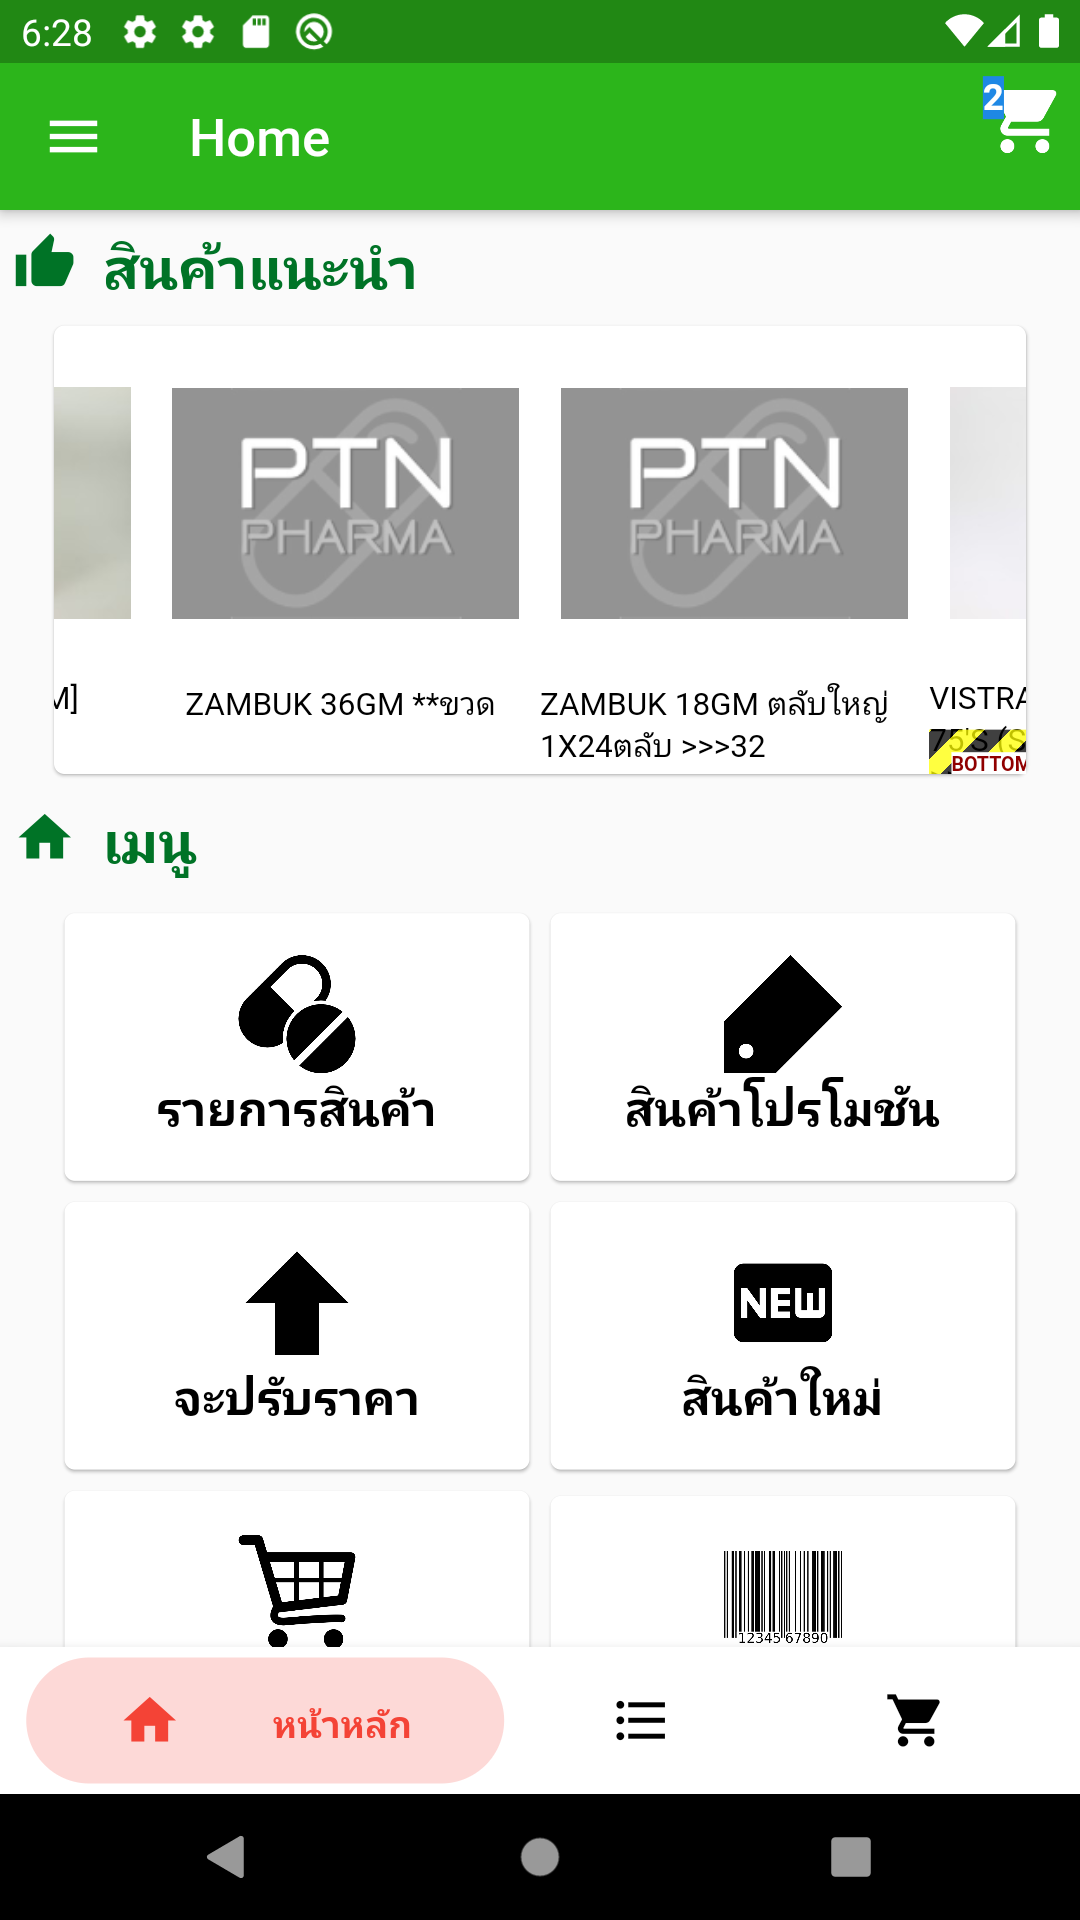 6:28
Home
2
สินค้าแนะนำ
PTN
PHARMA
PTN
PHARMA
M]
ZAMBUK 36GM **ขวด
ZAMBUK 18GM ตลับใหญ่
1X24ตลับ >>>32
VISTRA
75'S (S
BOTTOM
เมนู
รายการสินค้า
สินค้าโปรโมชัน
จะปรับราคา
NEW
สินค้าใหม่
12345 67890
หน้าหลัก